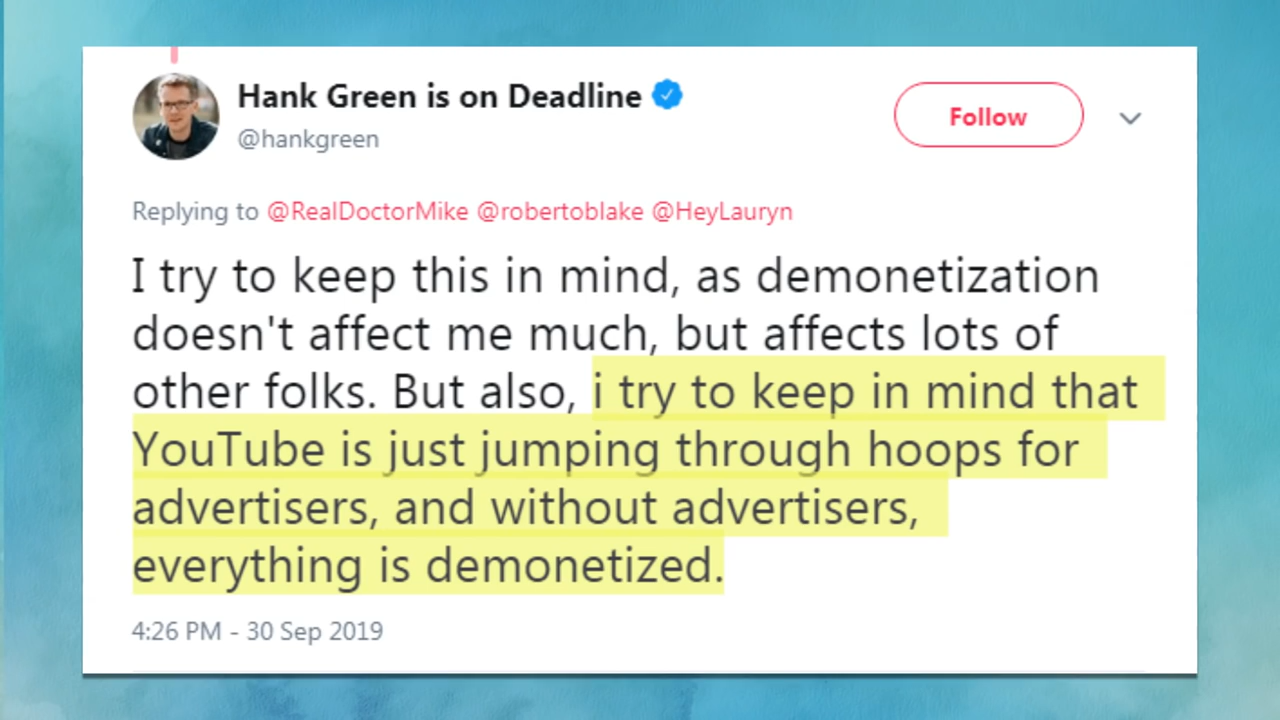 Hank Green is on Deadline
@hankgreen
Follow
Replying to @RealDoctorMike @robertoblake @HeyLauryn
I try to keep this in mind, as demonetization
doesn't affect me much, but affects lots of
other folks. But also, i try to keep in mind that
YouTube is just jumping through hoops for
advertisers, and without advertisers,
everything is demonetized.
4:26 PM - 30 Sep 2019